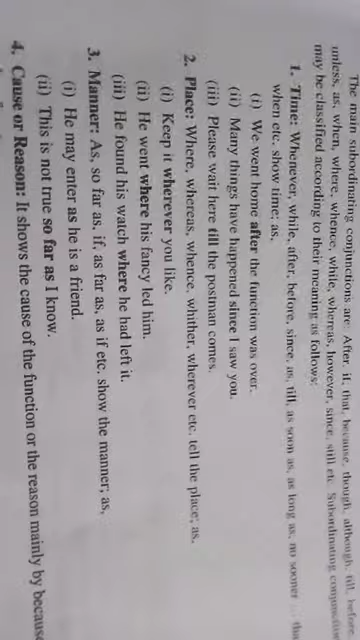 The main subordinating conjunctions are: After, if, that, because, though, although, till, before,
unless, as, when, where, whence, while, whereas, however, since, still etc. Subordinating conjunctions
may be classified according to their meaning as follows:
1. Time: Whenever, while, after, before, since, as, till, as soon as, as long as, no sooner ... than
when etc. show time; as,
(i) We went home after the function was over.
(ii) Many things have happened since I saw you.
(iii) Please wait here till the postman comes.
2. Place: Where, whereas, whence, whither, wherever etc. tell the place; as,
(i) Keep it wherever you like.
(ii) He went where his fancy led him.
(iii) He found his watch where he had left it.
3. Manner: As, so far as, if, as far as, as if etc. show the manner; as,
(i) He may enter as he is a friend.
(ii) This is not true so far as I know.
4. Cause or Reason: It shows the cause of the function or the reason mainly by because